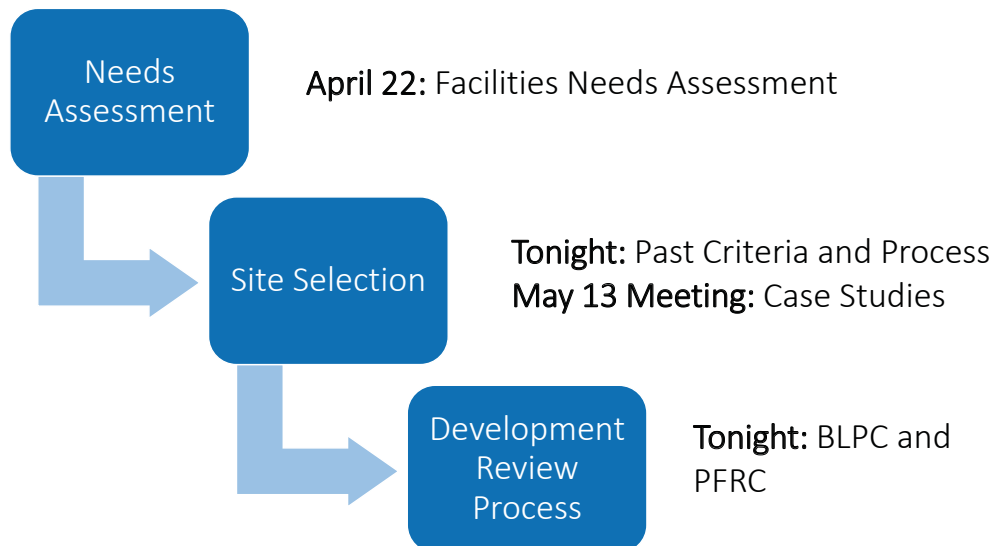 Needs
Assessment
April 22: Facilities Needs Assessment
Site Selection
Tonight: Past Criteria and Process
May 13 Meeting: Case Studies
Development
Review
Process
Tonight: BLPC and
PFRC